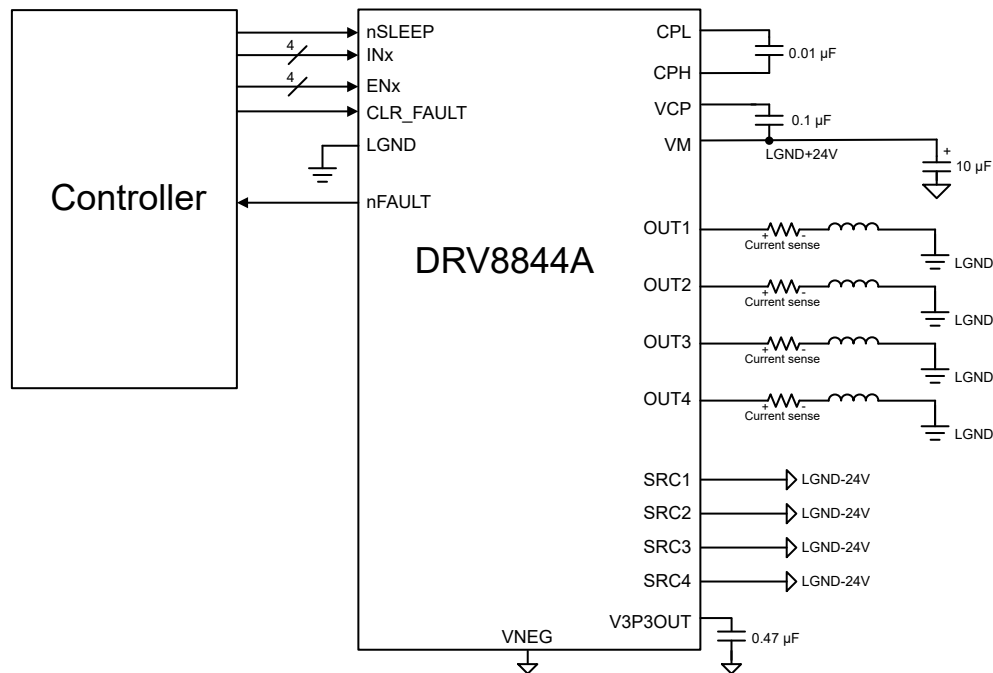 nSLEEP
4
INx
4
ENx
CLR_FAULT
LGND
nFAULT
Controller
DRV8844A
CPL
0.01 µF
CPH
VCP
0.1 µF
VM
LGND+24V
+
10 µF
OUT1
+ -
Current sense
LGND
OUT2
+ -
Current sense
LGND
OUT3
+ -
Current sense
LGND
OUT4
+ -
Current sense
LGND
SRC1
LGND-24V
SRC2
LGND-24V
SRC3
LGND-24V
SRC4
LGND-24V
V3P3OUT
0.47 µF
VNEG